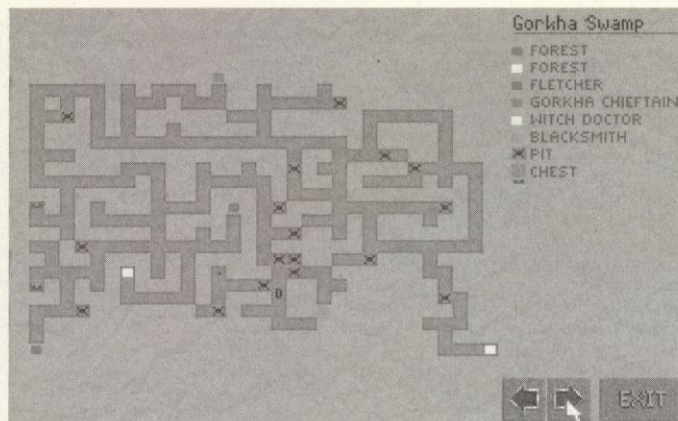 Gorkha Swamp
FOREST
FOREST
FLETCHER
GORKHA CHIEFTAIN
WITCH DOCTOR
BLACKSMITH
PIT
CHEST
EXIT